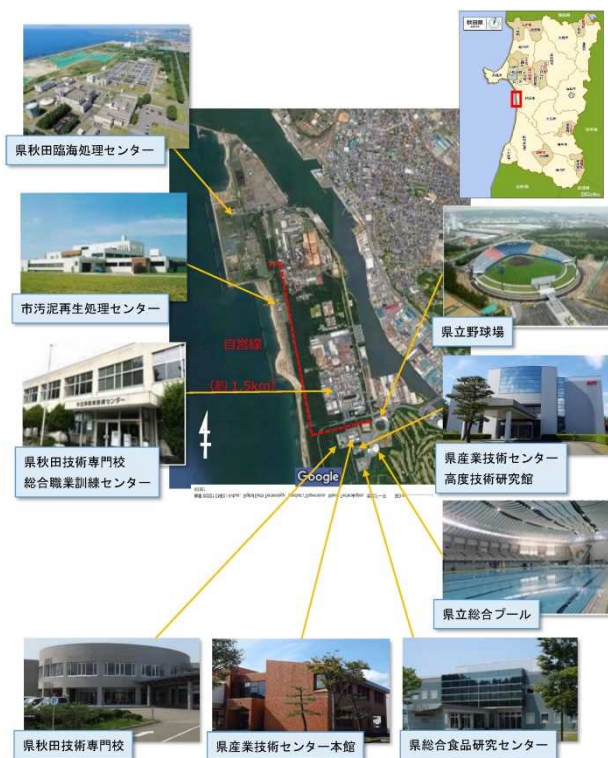 秋田県
県秋田臨海処理センター
市汚泥再生処理センター
県立野球場
自営線
(約 1.5km)
県秋田技術専門校
総合職業訓練センター
県産業技術センター
高度技術研究館
Google
県立総合プール
県秋田技術専門校
県産業技術センター本館
県総合食品研究センター